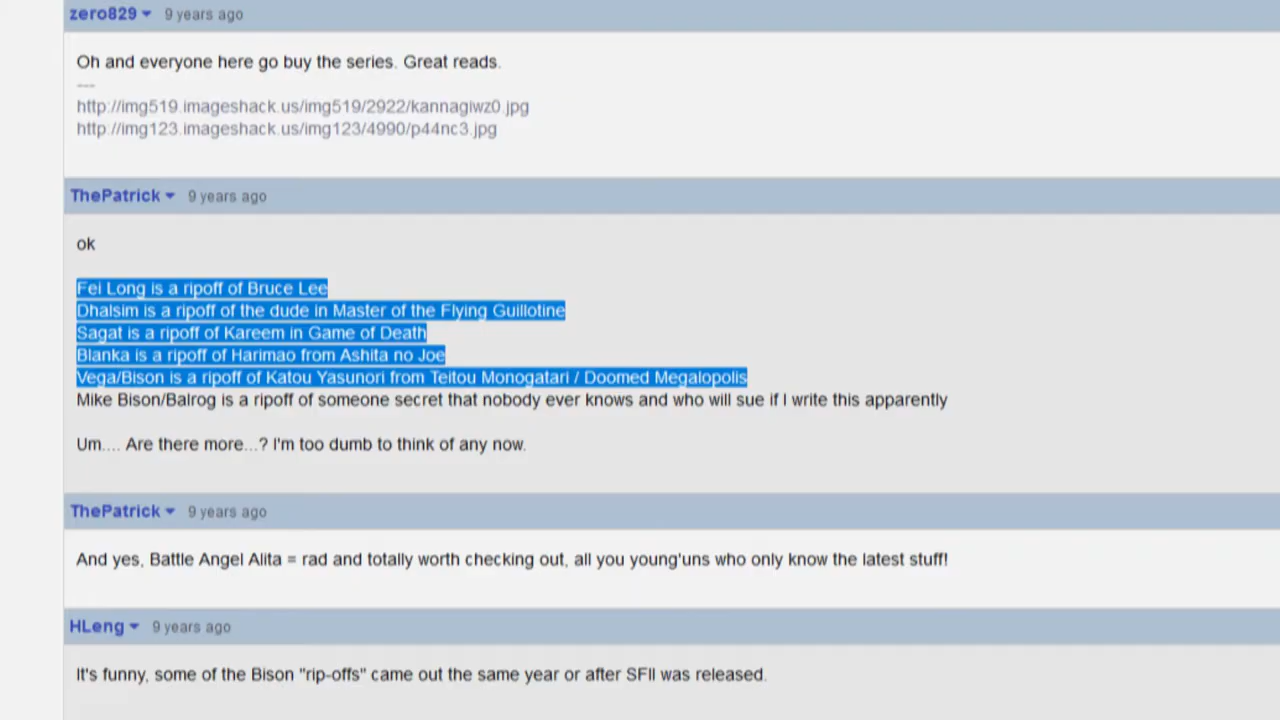 zero829 9 years ago
Oh and everyone here go buy the series. Great reads.
---
http://img519.imageshack.us/img519/2922/kannagiwz0.jpg
http://img123.imageshack.us/img123/4990/p44nc3.jpg
ThePatrick 9 years ago
ok
Fei Long is a ripoff of Bruce Lee
Dhalsim is a ripoff of the dude in Master of the Flying Guillotine
Sagat is a ripoff of Kareem in Game of Death
Blanka is a ripoff of Harimao from Ashita no Joe
Vega/Bison is a ripoff of Katou Yasunori from Teitou Monogatari / Doomed Megalopolis
Mike Bison/Balrog is a ripoff of someone secret that nobody ever knows and who will sue if I write this apparently
Um.... Are there more...? I'm too dumb to think of any now.
ThePatrick 9 years ago
And yes, Battle Angel Alita = rad and totally worth checking out, all you young'uns who only know the latest stuff!
HLeng 9 years ago
It's funny, some of the Bison "rip-offs" came out the same year or after SFII was released.